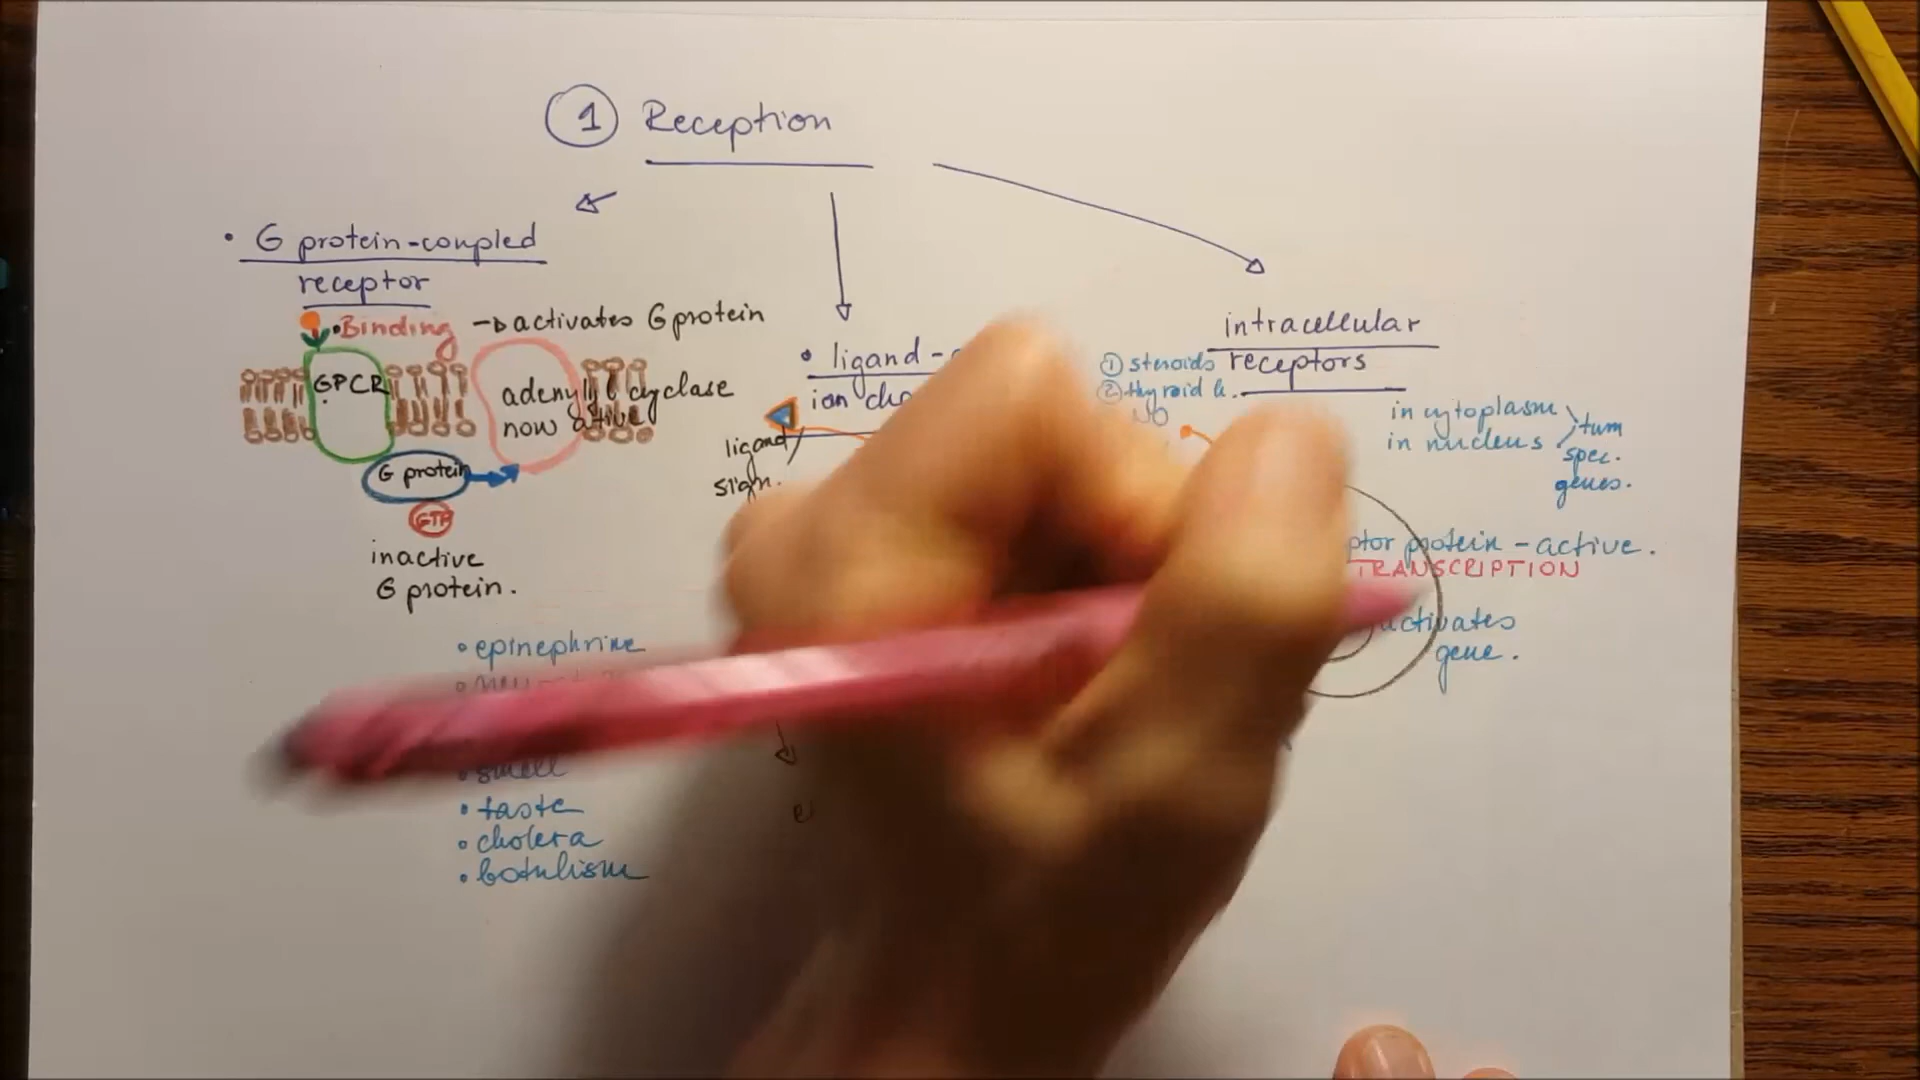 1 Reception
• G protein-coupled
receptor
• Binding → activates G protein
GPCR
adenylyl cyclase
now active
G protein
GTP
inactive
G protein.
• epinephrine
• smell
• taste
• cholera
• botulism
• ligand-
ion
ligand/
sign.
intracellular
receptors
① steroids
② thyroid h.
NO
in cytoplasm
in nucleus
turn
spec.
genes.
protein - active.
TRANSCRIPTION
activates
gene.